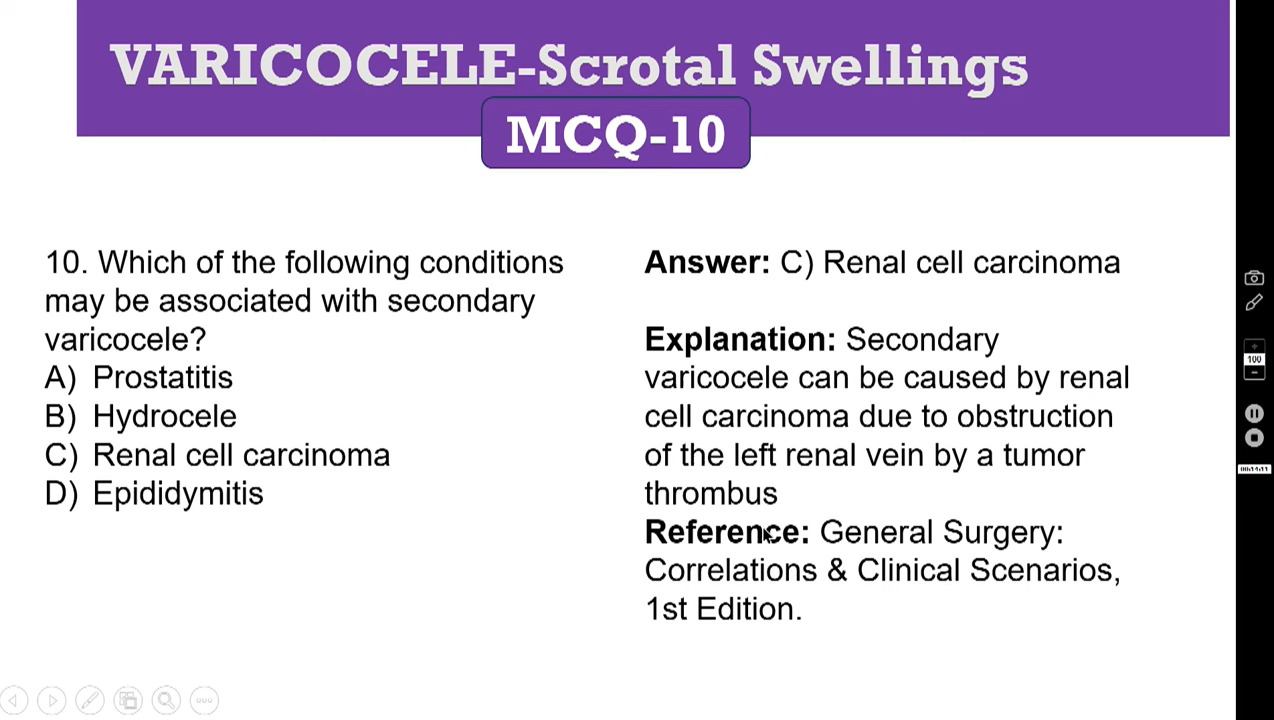 VARICOCELE-Scrotal Swellings
MCQ-10
10. Which of the following conditions
may be associated with secondary
varicocele?
A) Prostatitis
B) Hydrocele
C) Renal cell carcinoma
D) Epididymitis
Answer: C) Renal cell carcinoma
Explanation: Secondary
varicocele can be caused by renal
cell carcinoma due to obstruction
of the left renal vein by a tumor
thrombus
Reference: General Surgery:
Correlations & Clinical Scenarios,
1st Edition.
100